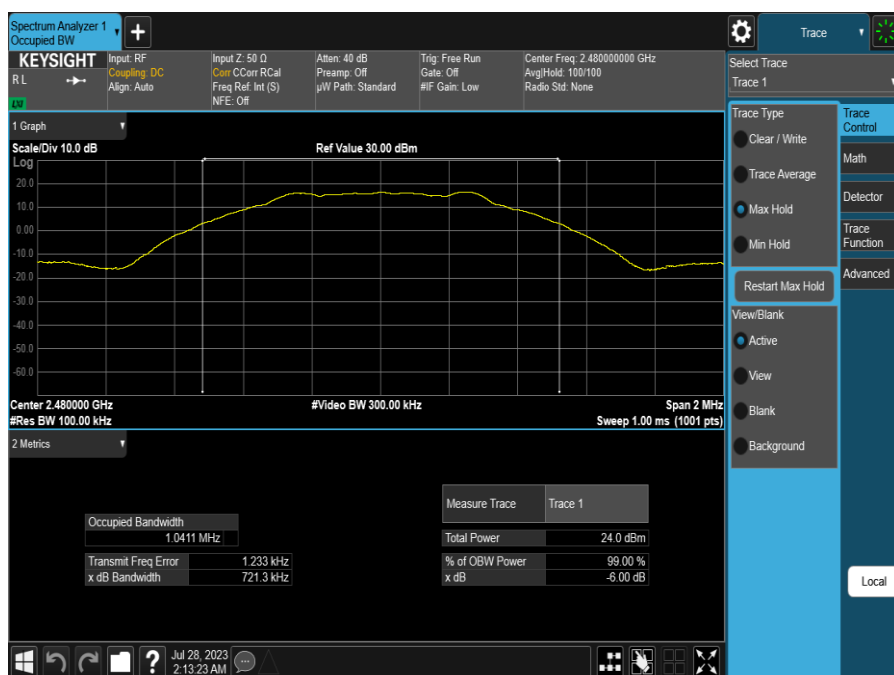 Spectrum Analyzer 1
Occupied BW
KEYSIGHT
R L
LXI
Input: RF
Coupling: DC
Align: Auto
Input Z: 50 Ω
Corr CCorr RCal
Freq Ref: Int (S)
NFE: Off
Atten: 40 dB
Preamp: Off
µW Path: Standard
Trig: Free Run
Gate: Off
#IF Gain: Low
Center Freq: 2.480000000 GHz
Avg|Hold: 100/100
Radio Std: None
1 Graph
Scale/Div 10.0 dB
Ref Value 30.00 dBm
Log
20.0
10.0
0.00
-10.0
-20.0
-30.0
-40.0
-50.0
-60.0
Center 2.480000 GHz
#Video BW 300.00 kHz
Span 2 MHz
#Res BW 100.00 kHz
Sweep 1.00 ms (1001 pts)
2 Metrics
Occupied Bandwidth
1.0411 MHz
Transmit Freq Error 1.233 kHz
x dB Bandwidth 721.3 kHz
Measure Trace Trace 1
Total Power 24.0 dBm
% of OBW Power 99.00 %
x dB -6.00 dB
Jul 28, 2023
2:13:23 AM
Trace
Select Trace
Trace 1
Trace Type
Clear / Write
Trace Average
Max Hold
Min Hold
Restart Max Hold
View/Blank
Active
View
Blank
Background
Trace
Control
Math
Detector
Trace
Function
Advanced
Local